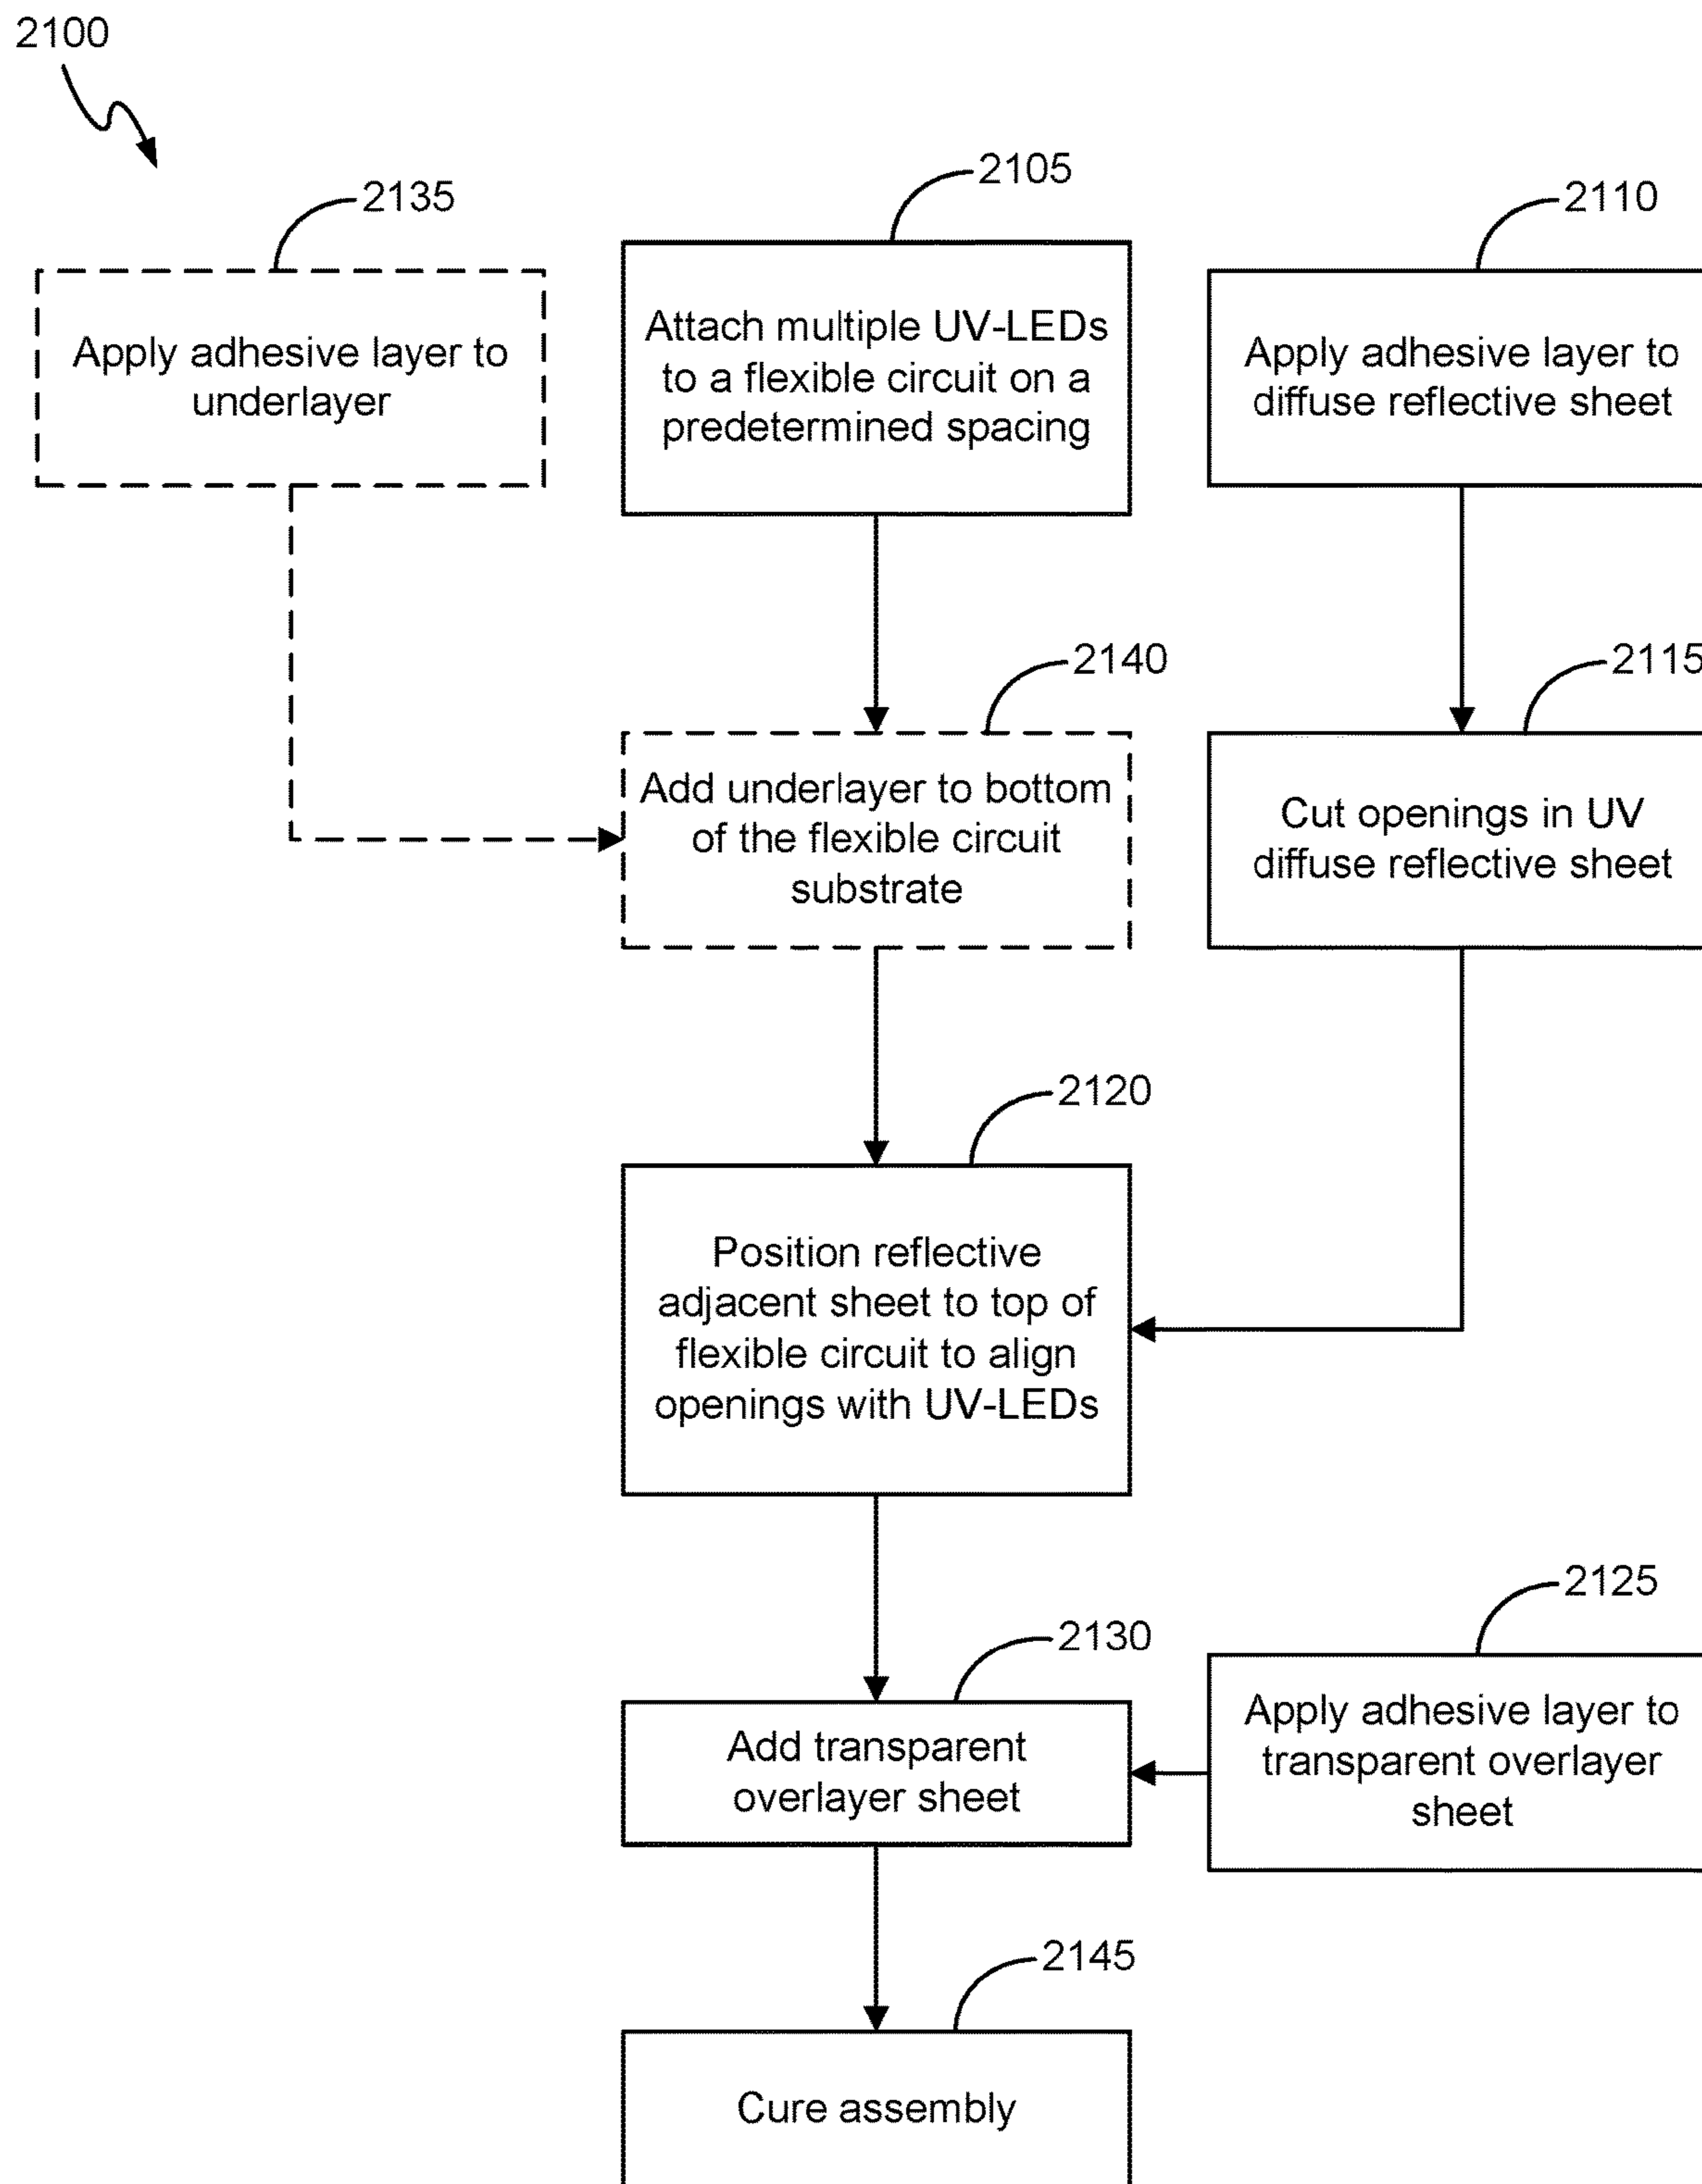 2100
2135
Apply adhesive layer to
underlayer
2105
Attach multiple UV-LEDs
to a flexible circuit on a
predetermined spacing
2110
Apply adhesive layer to
diffuse reflective sheet
2140
Add underlayer to bottom
of the flexible circuit
substrate
2115
Cut openings in UV
diffuse reflective sheet
2120
Position reflective
adjacent sheet to top of
flexible circuit to align
openings with UV-LEDs
2130
Add transparent
overlayer sheet
2125
Apply adhesive layer to
transparent overlayer
sheet
2145
Cure assembly